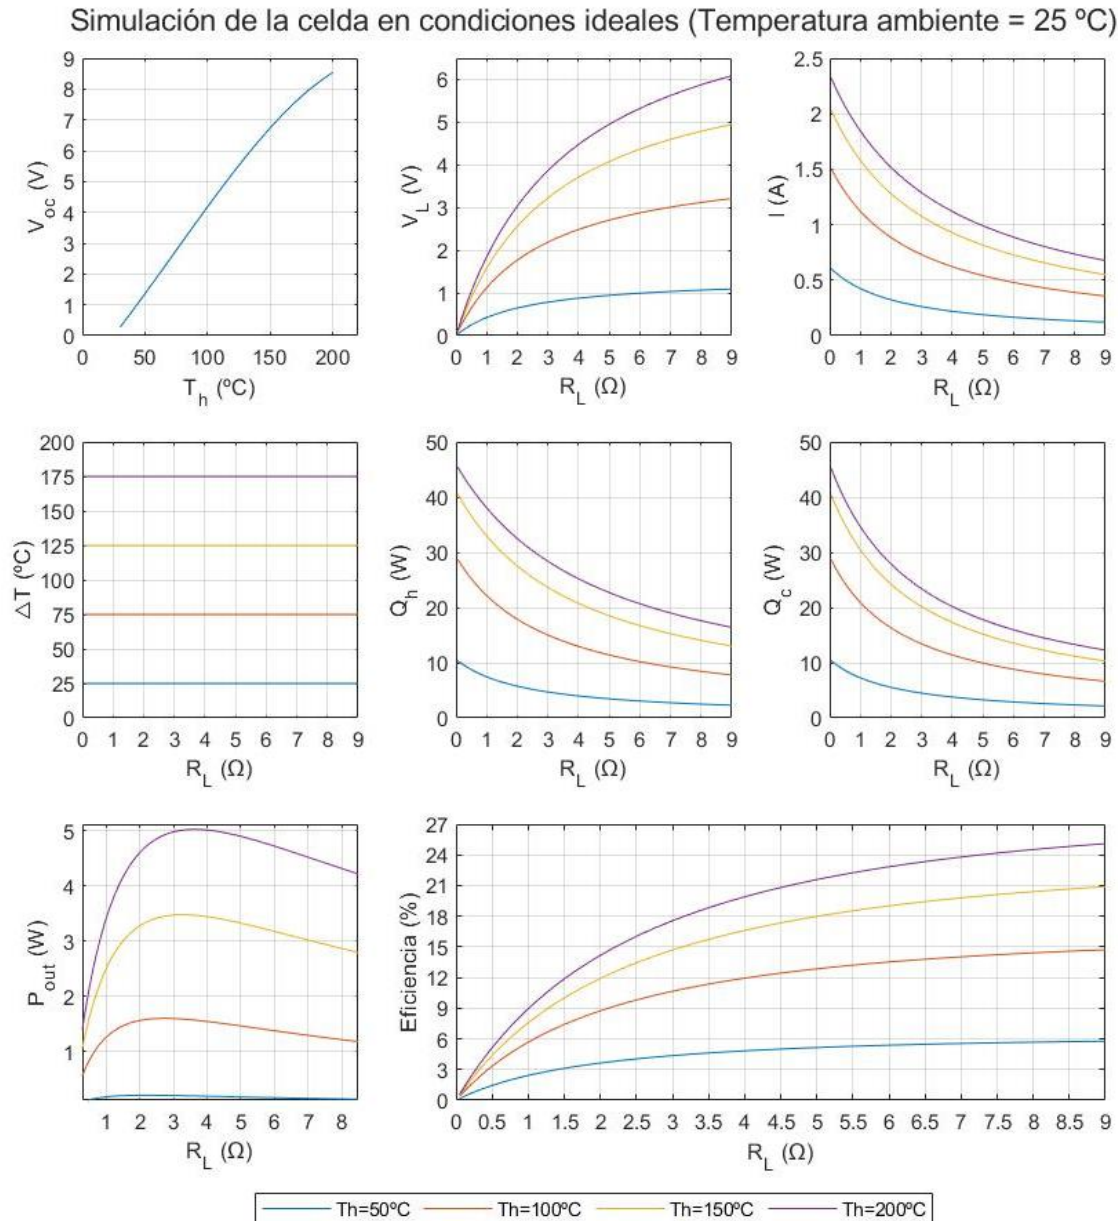 Simulación de la celda en condiciones ideales (Temperatura ambiente = 25 ºC)
9
8
7
6
5
4
3
2
1
0
V_oc (V)
0 50 100 150 200
T_h (ºC)
6
5
4
3
2
1
0
V_L (V)
0 1 2 3 4 5 6 7 8 9
R_L (Ω)
2.5
2
1.5
1
0.5
0
I (A)
0 1 2 3 4 5 6 7 8 9
R_L (Ω)
200
175
150
125
100
75
50
25
0
△T (ºC)
0 1 2 3 4 5 6 7 8 9
R_L (Ω)
50
40
30
20
10
0
Q_h (W)
0 1 2 3 4 5 6 7 8 9
R_L (Ω)
50
40
30
20
10
0
Q_c (W)
0 1 2 3 4 5 6 7 8 9
R_L (Ω)
5
4
3
2
1
P_out (W)
1 2 3 4 5 6 7 8
R_L (Ω)
27
24
21
18
15
12
9
6
3
0
Eficiencia (%)
0 0.5 1 1.5 2 2.5 3 3.5 4 4.5 5 5.5 6 6.5 7 7.5 8 8.5 9
R_L (Ω)
Th=50ºC Th=100ºC Th=150ºC Th=200ºC